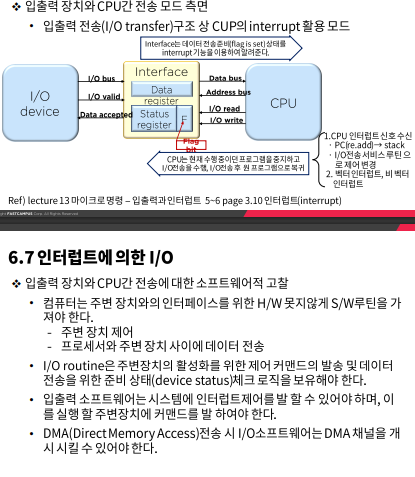 ❖ 입출력 장치와 CPU간 전송 모드 측면
• 입출력 전송(I/O transfer)구조 상 CUP의 interrupt 활용 모드
Interface는 데이터 전송준비(flag is set)상태를
interrupt 기능을 이용하여알려준다.
I/O
device
I/O bus
I/O valid
Data accepted
Interface
Data
register
Status
register
F
Flag
bit
Data bus
Address bus
I/O read
I/O write
CPU
CPU는 현재 수행 중이던 프로그램을 중지하고
I/O전송을 수행, I/O전송 후 원 프로그램으로 복귀
1.CPU 인터럽트 신호 수신
· PC(re.add)→ stack
· I/O전송 서비스 루틴 으
로 제어 변경
2. 벡터 인터럽트, 비 벡터
인터럽트
Ref) lecture 13 마이크로 명령 – 입출력과 인터럽트 5~6 page 3.10 인터럽트(interrupt)
FASTCAMPUS Corp. All Rights Reserved
6.7 인터럽트에 의한 I/O
❖ 입출력 장치와 CPU간 전송에 대한 소프트웨어적 고찰
• 컴퓨터는 주변 장치와의 인터페이스를 위한 H/W 못지않게 S/W루틴을 가
져야 한다.
- 주변 장치 제어
- 프로세서와 주변 장치 사이에 데이터 전송
• I/O routine은 주변장치의 활성화를 위한 제어 커맨드의 발송 및 데이터
전송을 위한 준비 상태(device status)체크 로직을 보유해야 한다.
• 입출력 소프트웨어는 시스템에 인터럽트제어를 발 할 수 있어야 하며, 이
를 실행 할 주변장치에 커맨드를 발 하여야 한다.
• DMA(Direct Memory Access)전송 시 I/O소프트웨어는 DMA 채널을 개
시 시킬 수 있어야 한다.